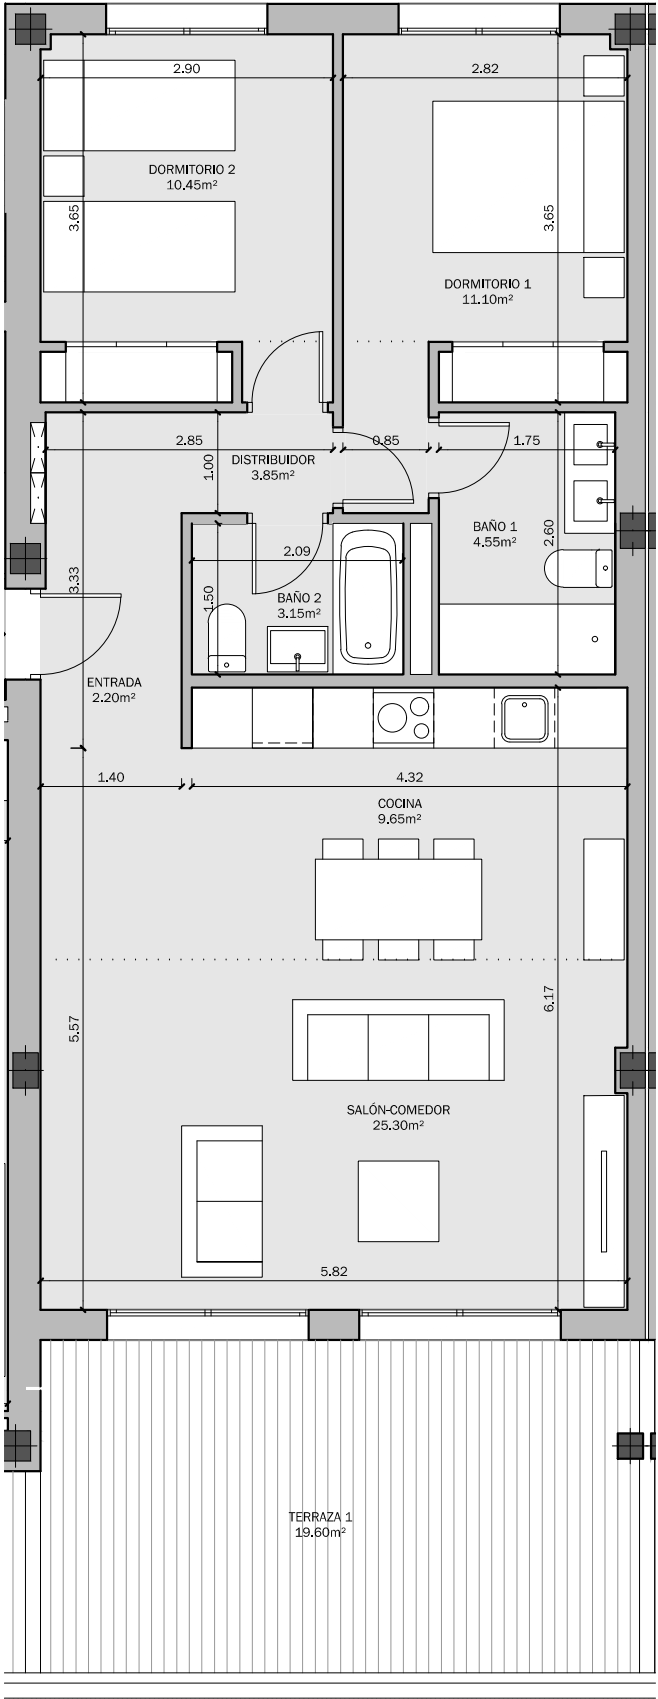 2.90
2.82
DORMITORIO 2
10.45m²
3.65
3.65
DORMITORIO 1
11.10m²
2.85
0.85
1.75
DISTRIBUIDOR
3.85m²
1.00
BAÑO 1
4.55m²
2.60
2.09
3.33
1.50
BAÑO 2
3.15m²
ENTRADA
2.20m²
1.40
4.32
COCINA
9.65m²
5.57
6.17
SALÓN-COMEDOR
25.30m²
5.82
TERRAZA 1
19.60m²